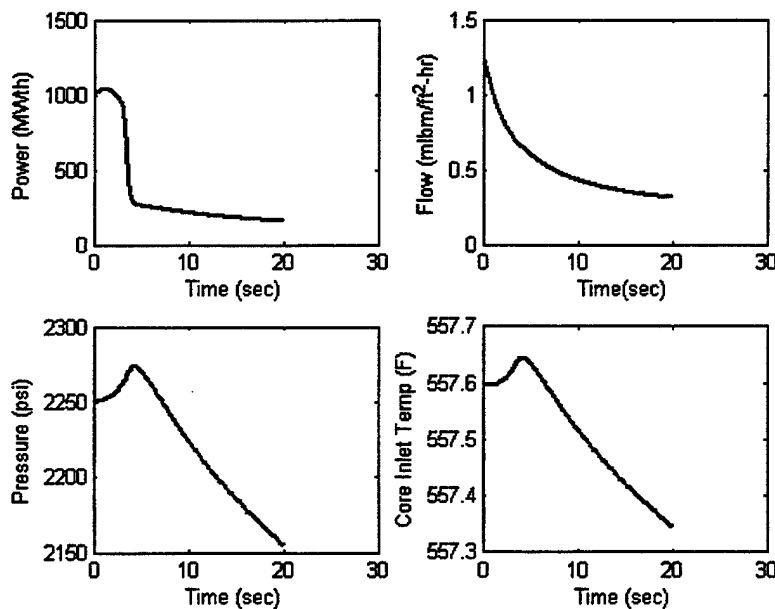 1500
1000
500
0
Power (MWth)
0 10 20 30
Time (sec)
1.5
1
0.5
0
Flow (mlbm/ft²-hr)
0 10 20 30
Time(sec)
2300
2250
2200
2150
Pressure (psi)
0 10 20 30
Time (sec)
557.7
557.6
557.5
557.4
557.3
Core Inlet Temp (F)
0 10 20 30
Time (sec)